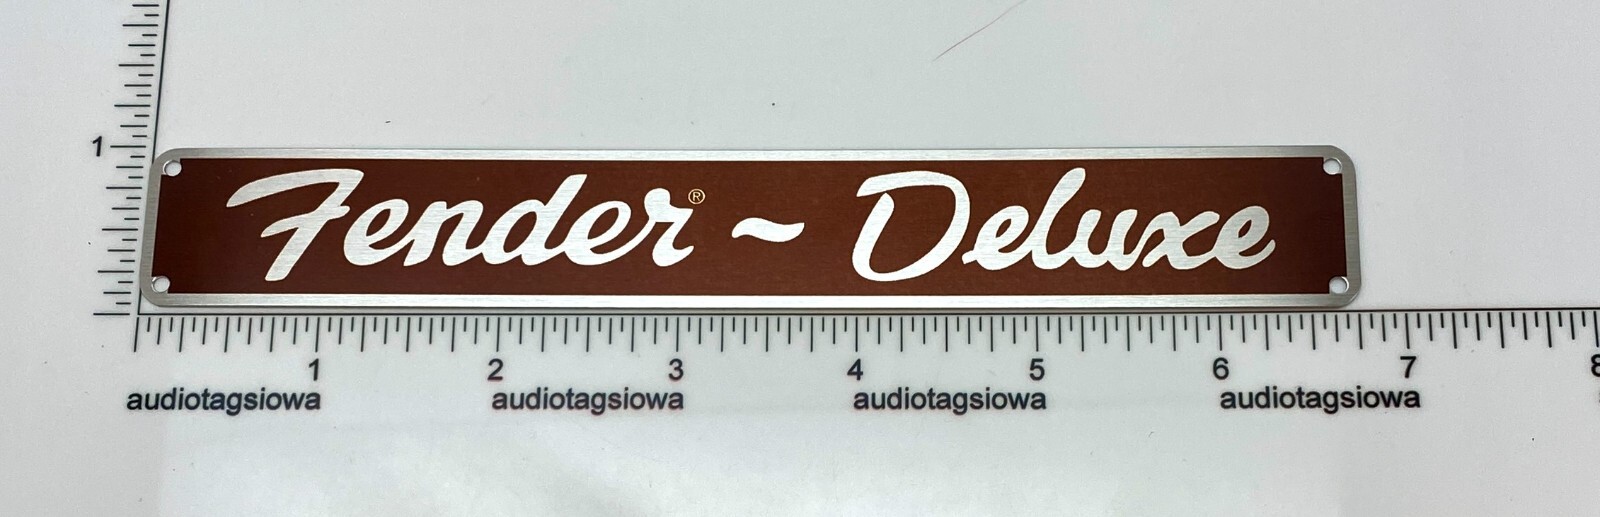 1
Fender® ~ Deluxe
1 2 3 4 5 6 7 8
audiotagsiowa audiotagsiowa audiotagsiowa audiotagsiowa